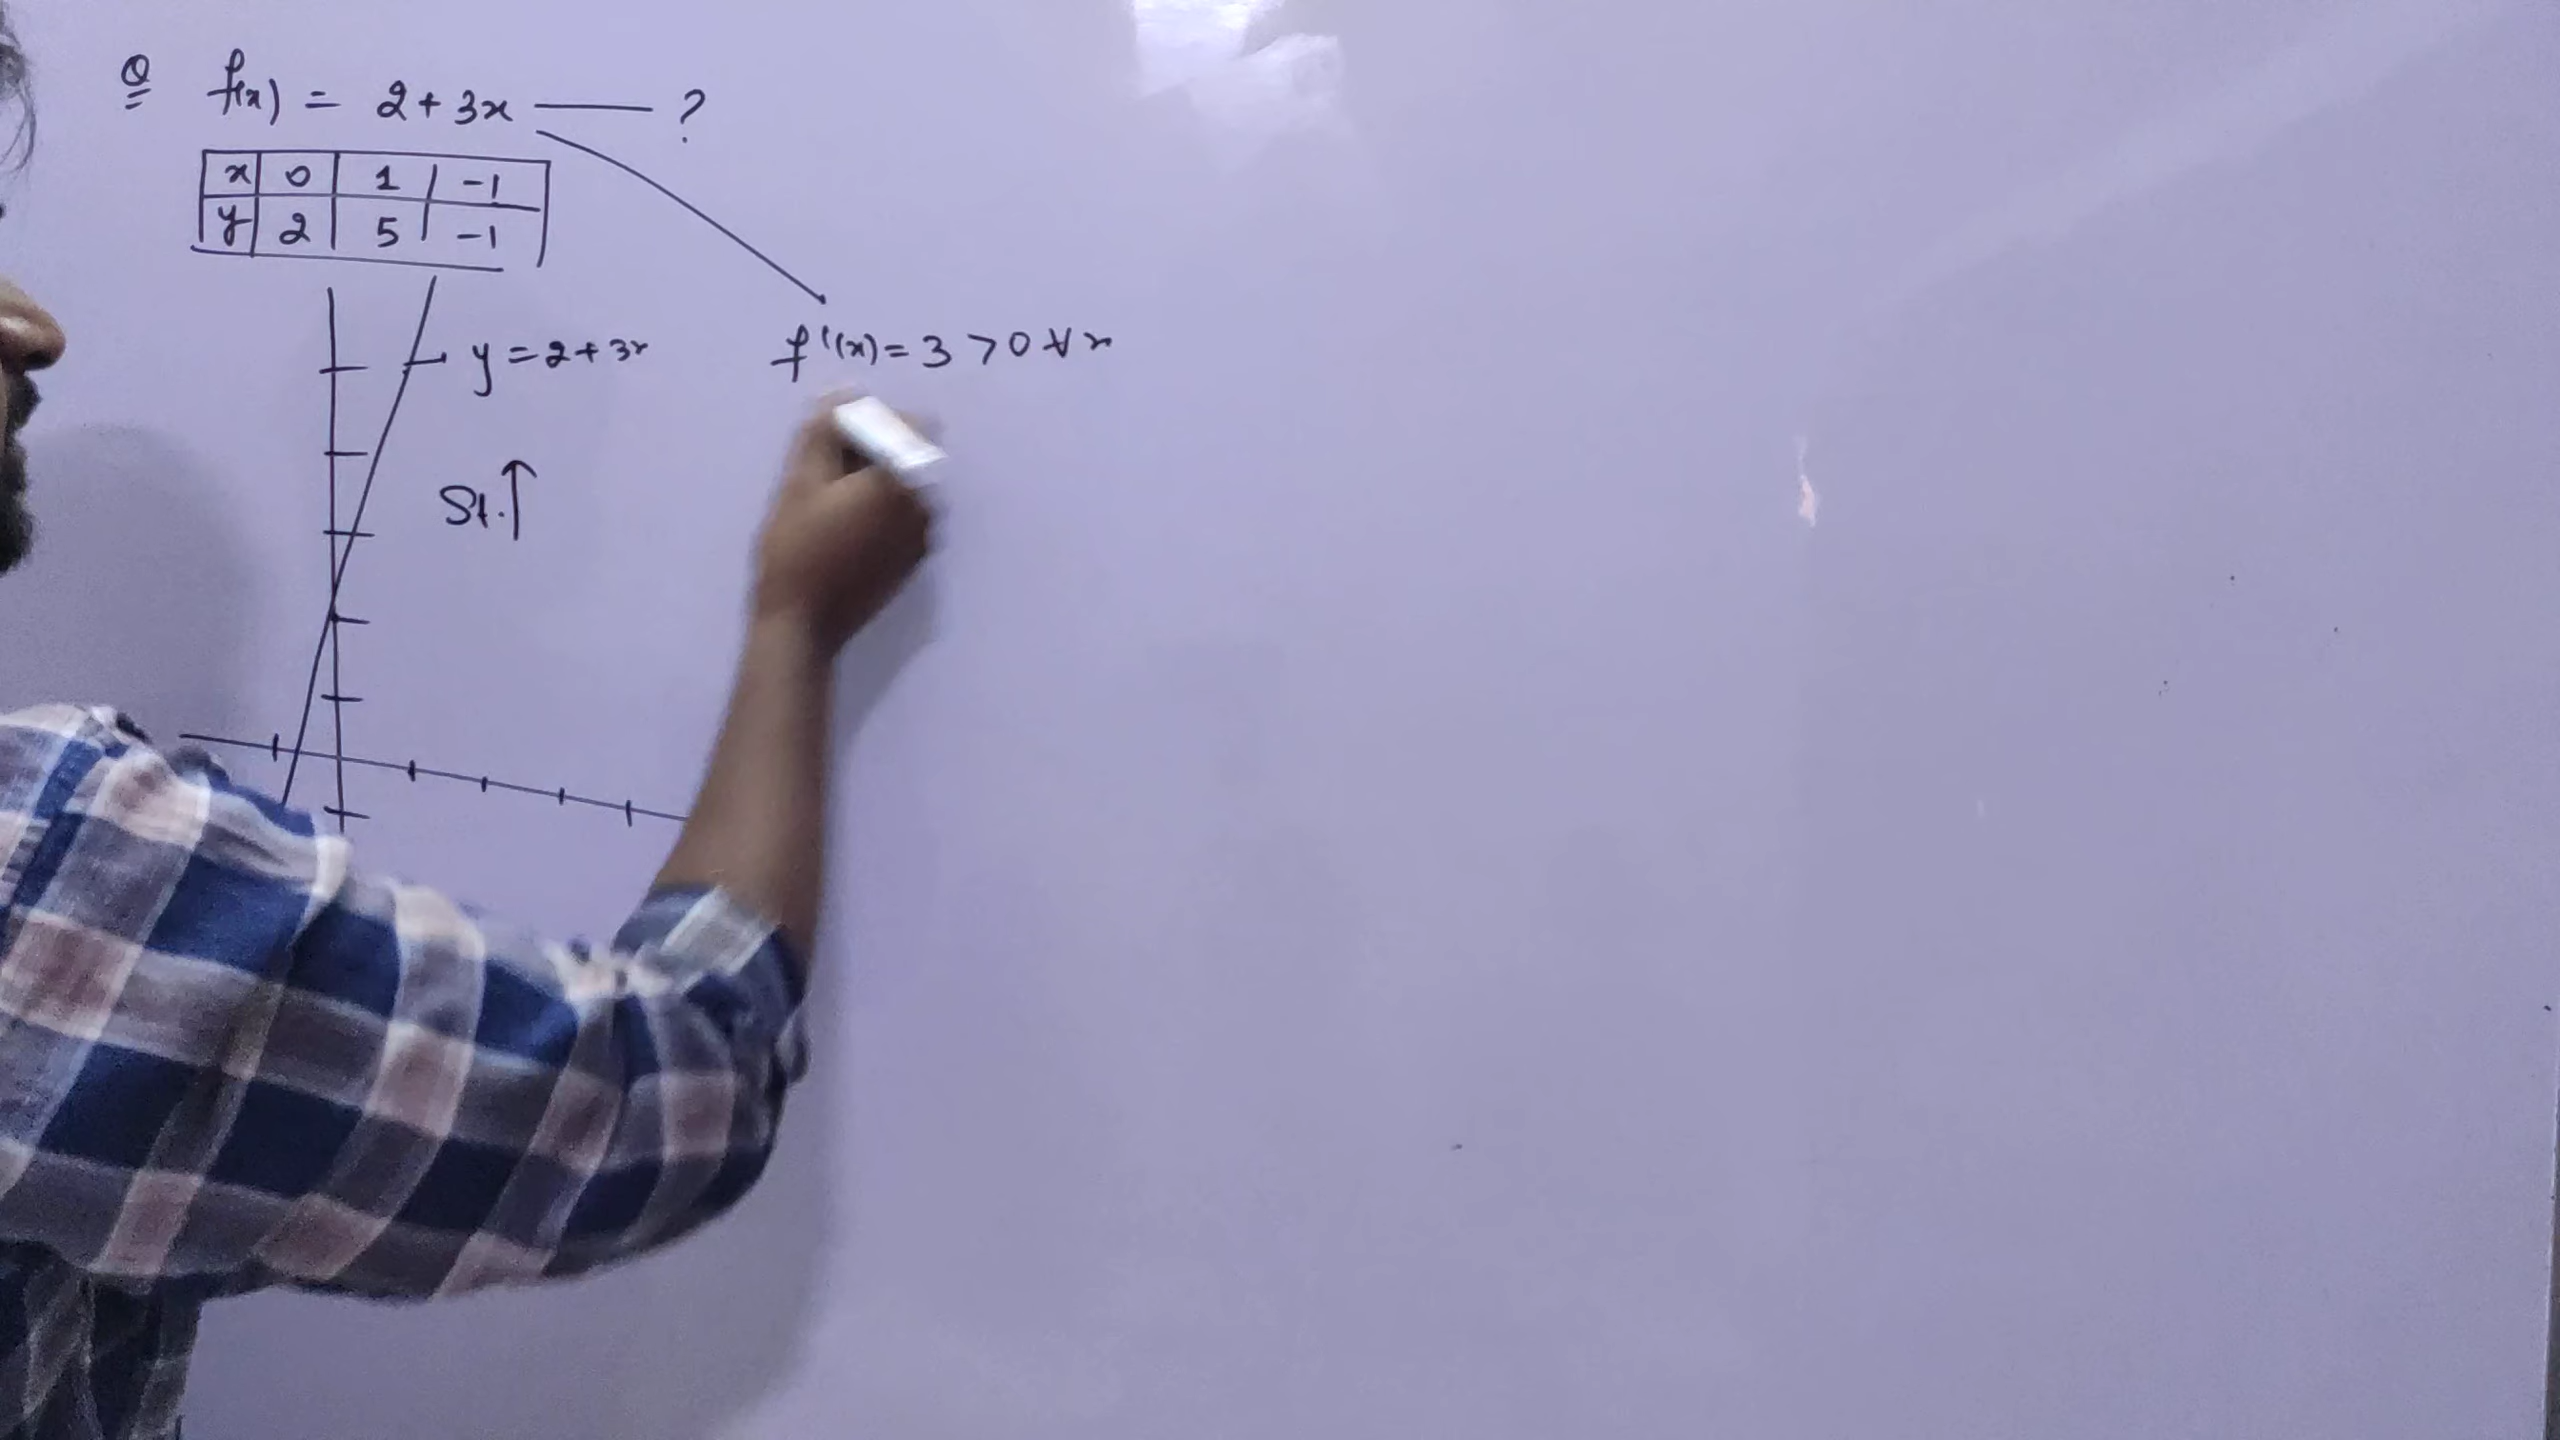 Q f(x) = 2+3x — ?
x 0 1 -1
y 2 5 -1
y = 2+3x
f'(x) = 3 > 0 ∀ x
St. ↑